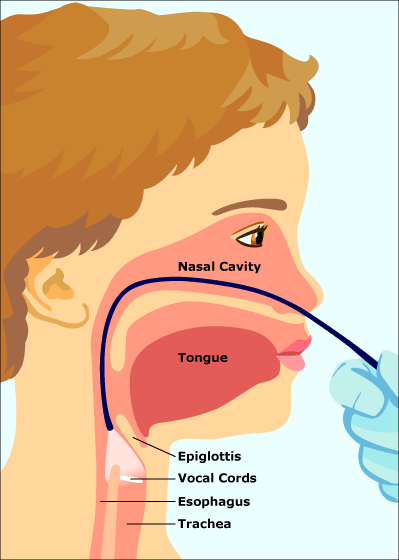 Nasal Cavity
Tongue
Epiglottis
Vocal Cords
Esophagus
Trachea